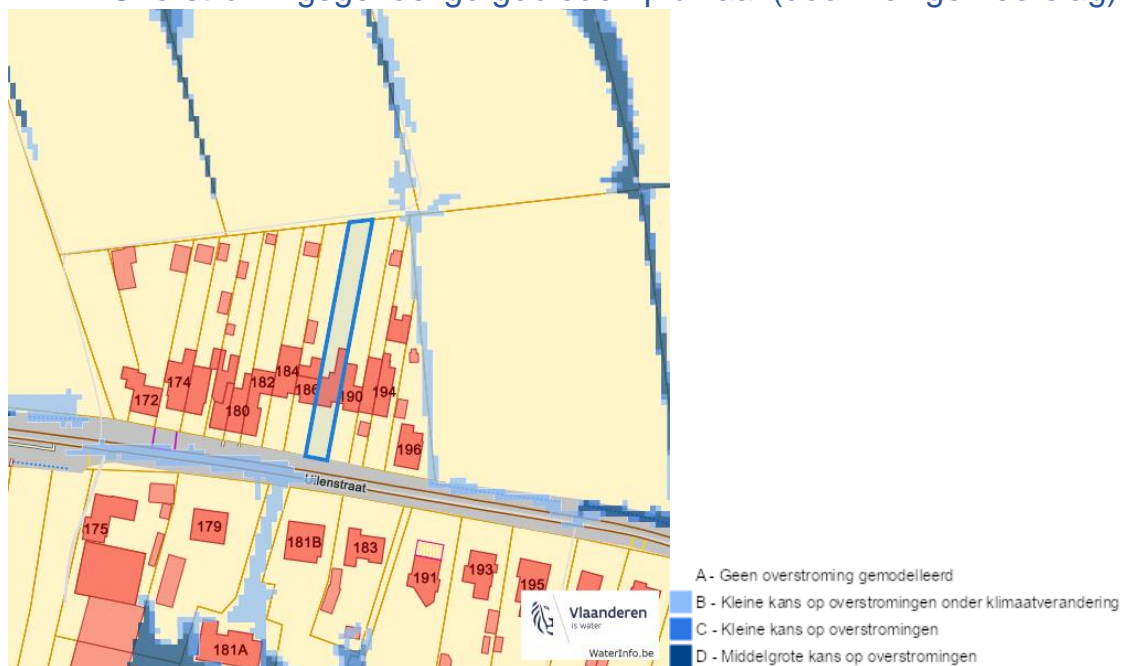 172
174
180
182
184
186
190
194
196
Uilenstraat
175
179
181B
183
191
193
195
181A
Vlaanderen
is water
WaterInfo.be
A - Geen overstroming gemodelleerd
B - Kleine kans op overstromingen onder klimaatverandering
C - Kleine kans op overstromingen
D - Middelgrote kans op overstromingen